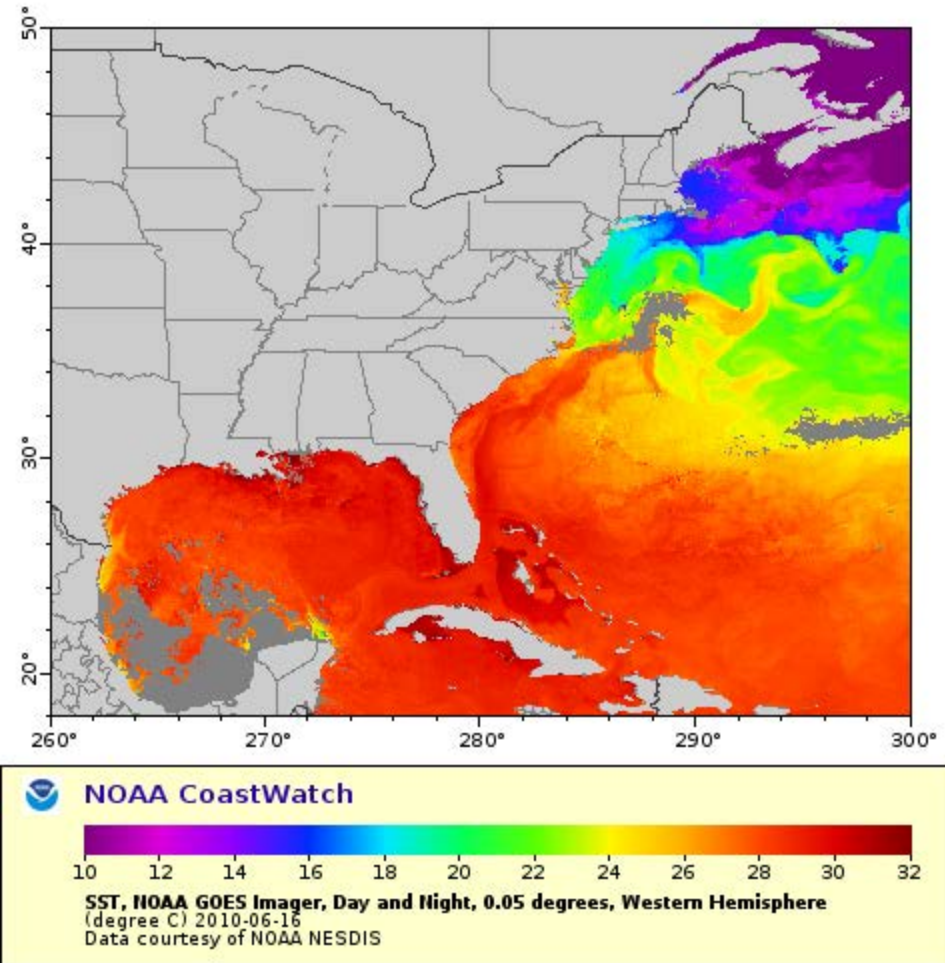 50°
40°
30°
20°
260° 270° 280° 290° 300°
NOAA CoastWatch
10 12 14 16 18 20 22 24 26 28 30 32
SST, NOAA GOES Imager, Day and Night, 0.05 degrees, Western Hemisphere
(degree C) 2010-06-16
Data courtesy of NOAA NESDIS